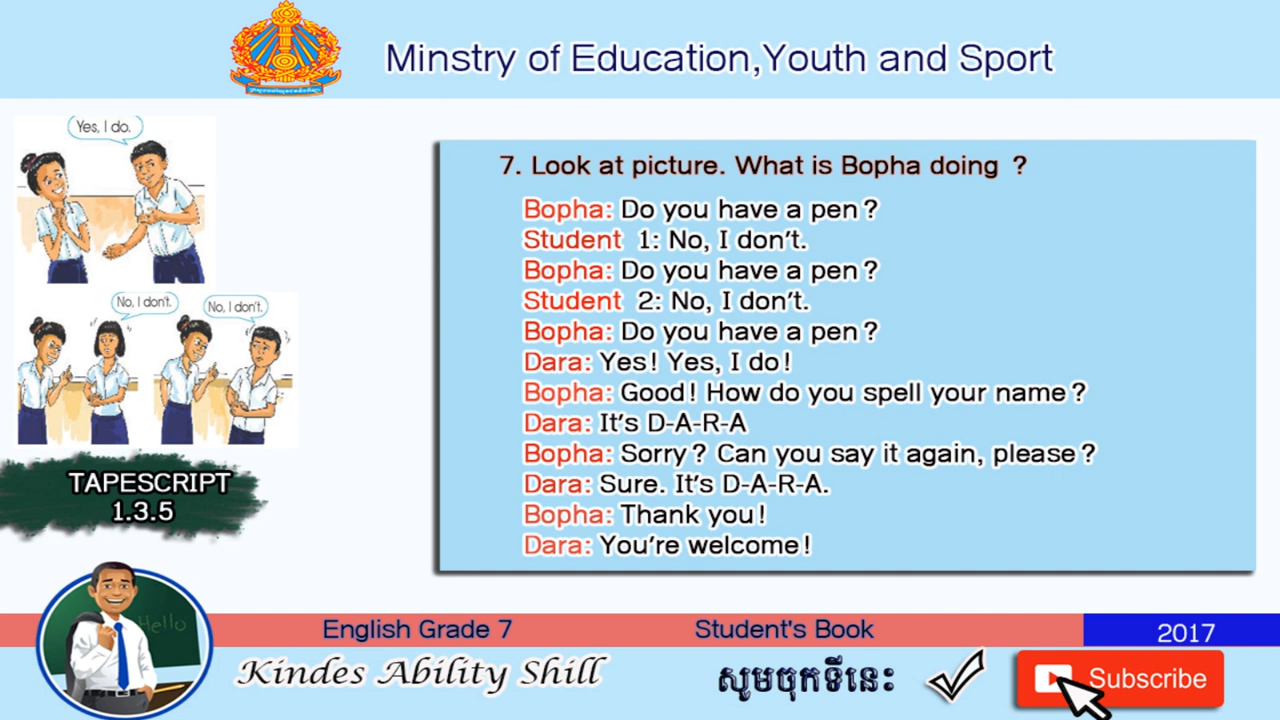 Minstry of Education,Youth and Sport
Yes, I do.
No, I don't.
No, I don't.
TAPESCRIPT
1.3.5
7. Look at picture. What is Bopha doing ?
Bopha: Do you have a pen?
Student 1: No, I don't.
Bopha: Do you have a pen?
Student 2: No, I don't.
Bopha: Do you have a pen?
Dara: Yes! Yes, I do!
Bopha: Good! How do you spell your name?
Dara: It's D-A-R-A
Bopha: Sorry? Can you say it again, please?
Dara: Sure. It's D-A-R-A.
Bopha: Thank you!
Dara: You're welcome!
Hello
English Grade 7
Student's Book
2017
Kindes Ability Shill
សូមចុកទីនេះ
Subscribe